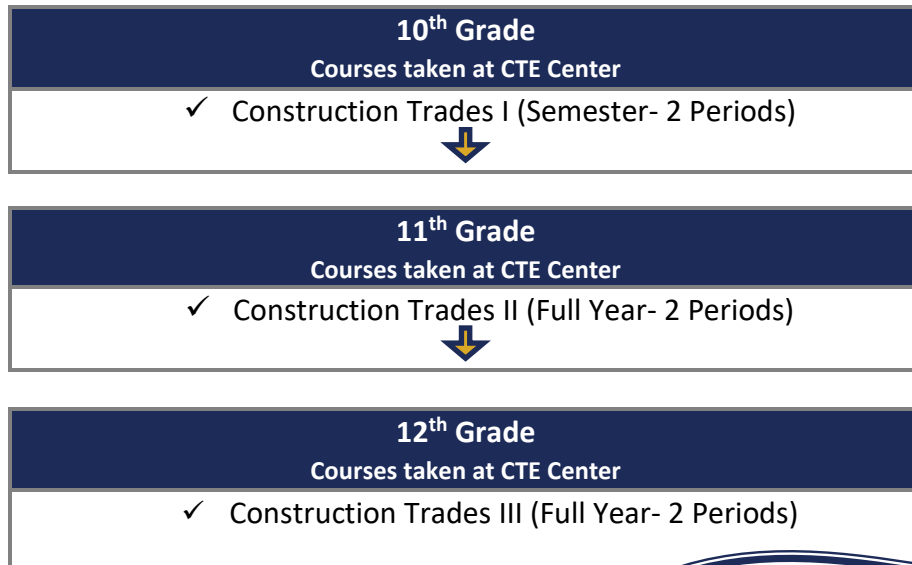 10th Grade
Courses taken at CTE Center
✓ Construction Trades I (Semester- 2 Periods)
11th Grade
Courses taken at CTE Center
✓ Construction Trades II (Full Year- 2 Periods)
12th Grade
Courses taken at CTE Center
✓ Construction Trades III (Full Year- 2 Periods)